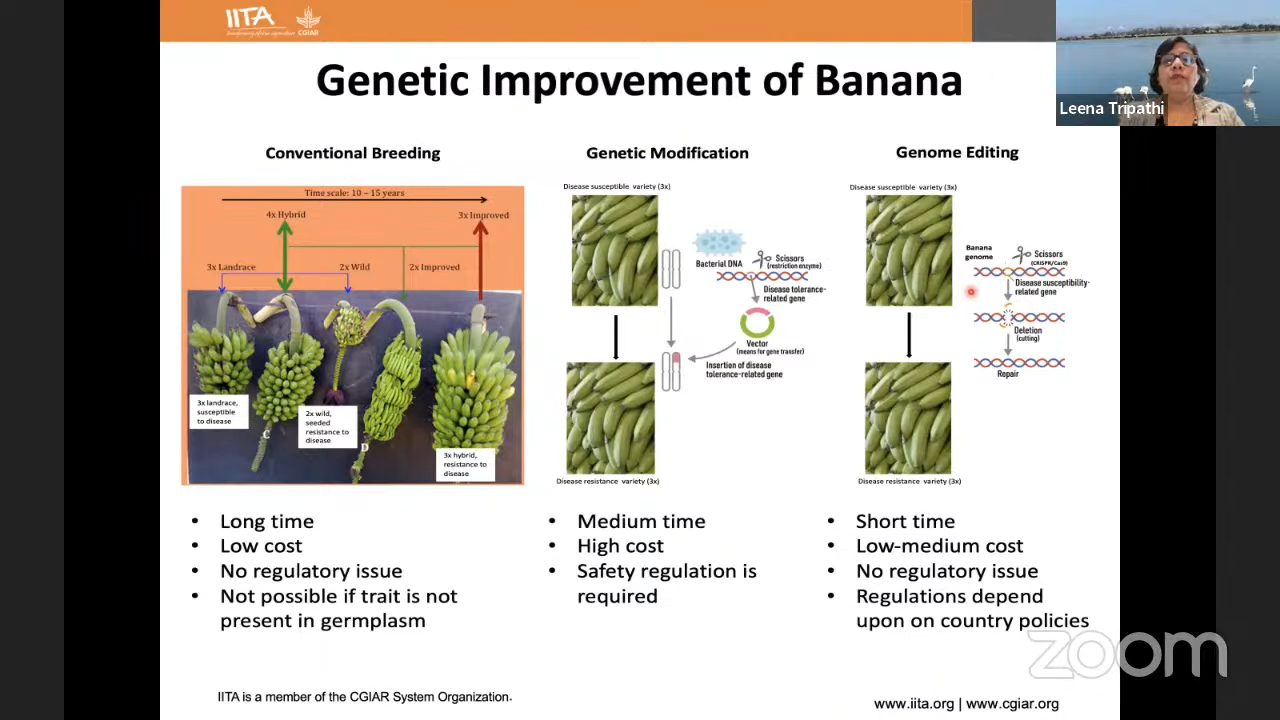 IITA
CGIAR
Leena Tripathi
Genetic Improvement of Banana
Conventional Breeding
Time scale: 10 – 15 years
4x Hybrid
3x Improved
3x Landrace
2x Wild
2x Improved
3x landrace,
susceptible
to disease
C
2x wild,
seeded
resistance to
disease
D
3x hybrid,
resistance to
disease
Long time
Low cost
No regulatory issue
Not possible if trait is not
present in germplasm
Genetic Modification
Disease susceptible variety (3x)
Bacterial DNA
Scissors
(restriction enzyme)
Disease tolerance-
related gene
Vector
(means for gene transfer)
Insertion of disease
tolerance-related gene
Disease resistance variety (3x)
Medium time
High cost
Safety regulation is
required
Genome Editing
Disease susceptible variety (3x)
Banana
genome
Scissors
(CRISPR/Cas9)
Disease susceptibility-
related gene
Deletion
(cutting)
Repair
Disease resistance variety (3x)
Short time
Low-medium cost
No regulatory issue
Regulations depend
upon on country policies
zoom
IITA is a member of the CGIAR System Organization.
www.iita.org | www.cgiar.org